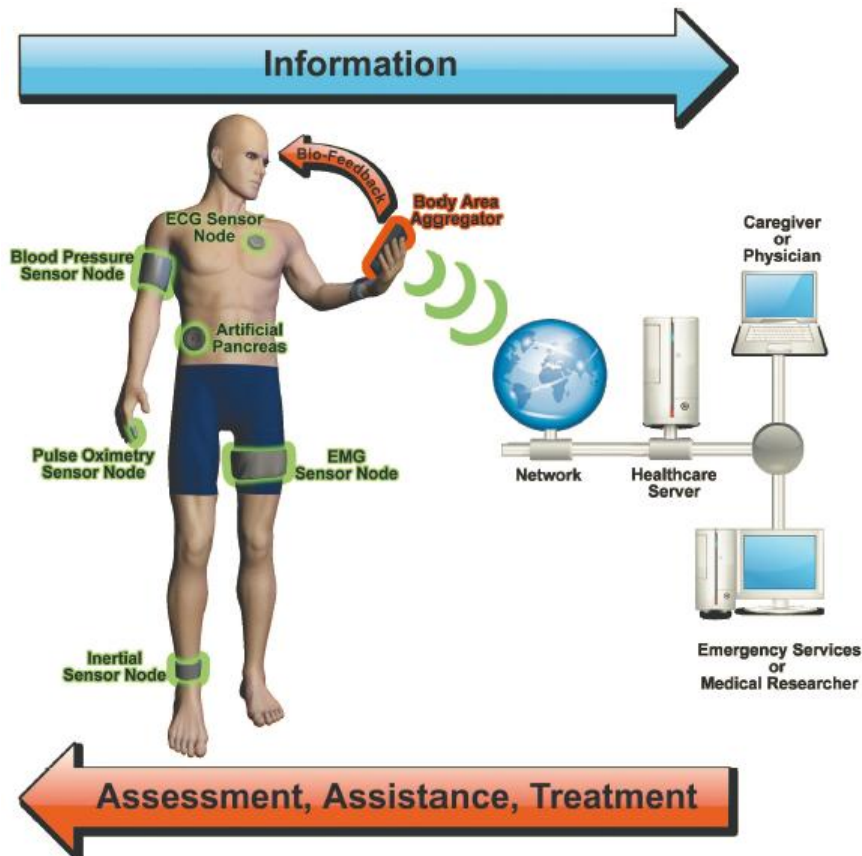 Information
Bio-Feedback
Body Area
Aggregator
ECG Sensor
Node
Blood Pressure
Sensor Node
Artificial
Pancreas
Pulse Oximetry
Sensor Node
EMG
Sensor Node
Inertial
Sensor Node
Caregiver
or
Physician
Network
Healthcare
Server
Emergency Services
or
Medical Researcher
Assessment, Assistance, Treatment